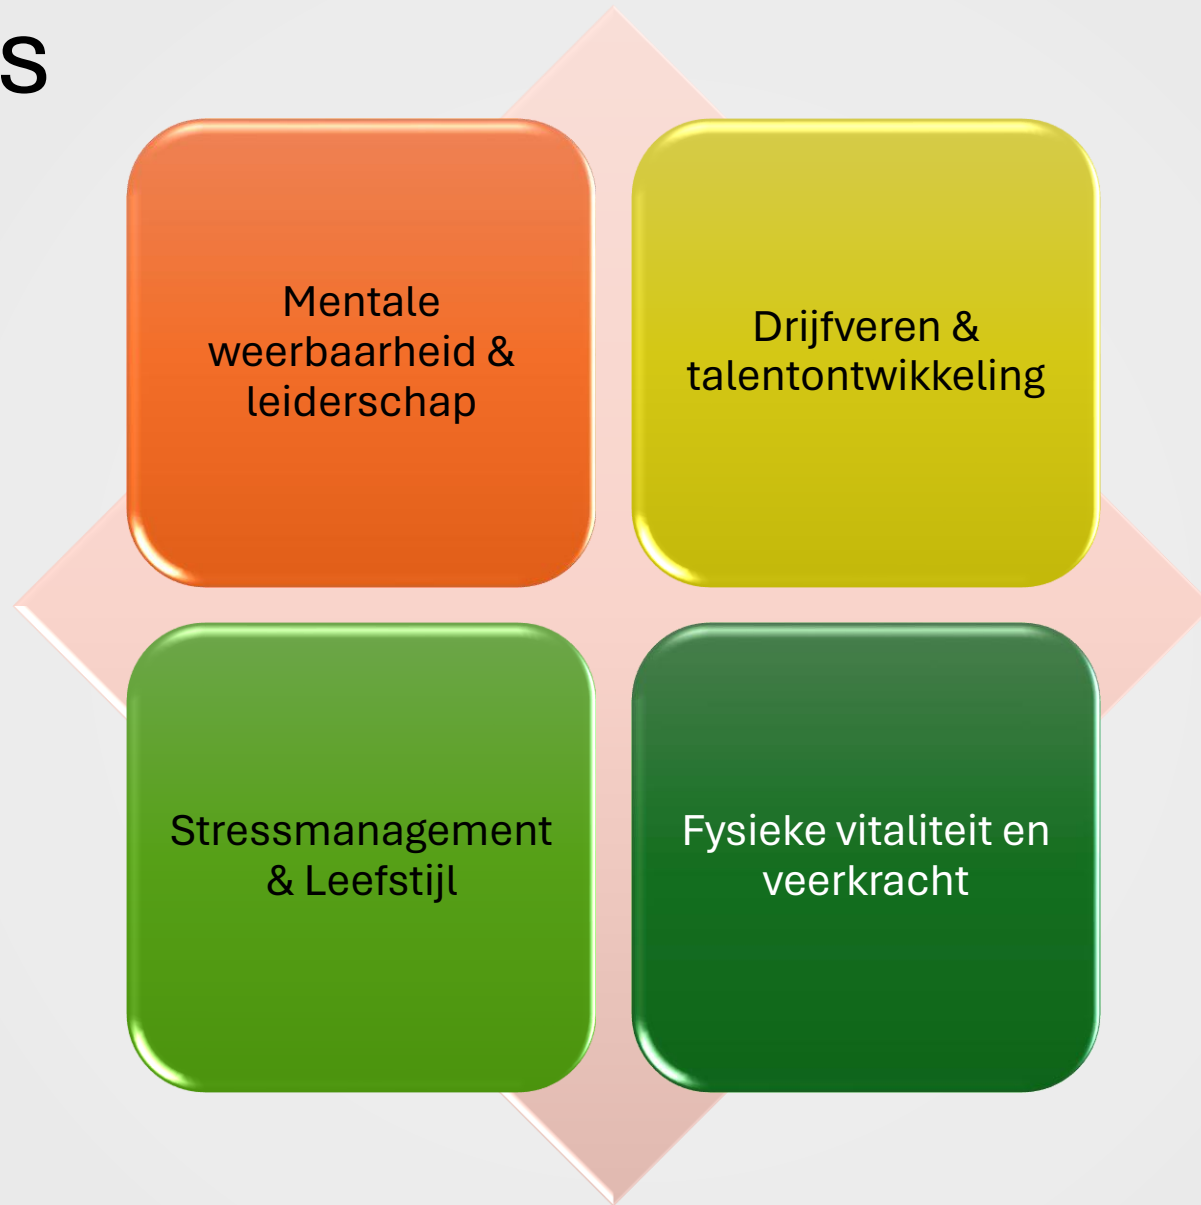 s
Mentale
weerbaarheid &
leiderschap
Drijfveren &
talentontwikkeling
Stressmanagement
& Leefstijl
Fysieke vitaliteit en
veerkracht